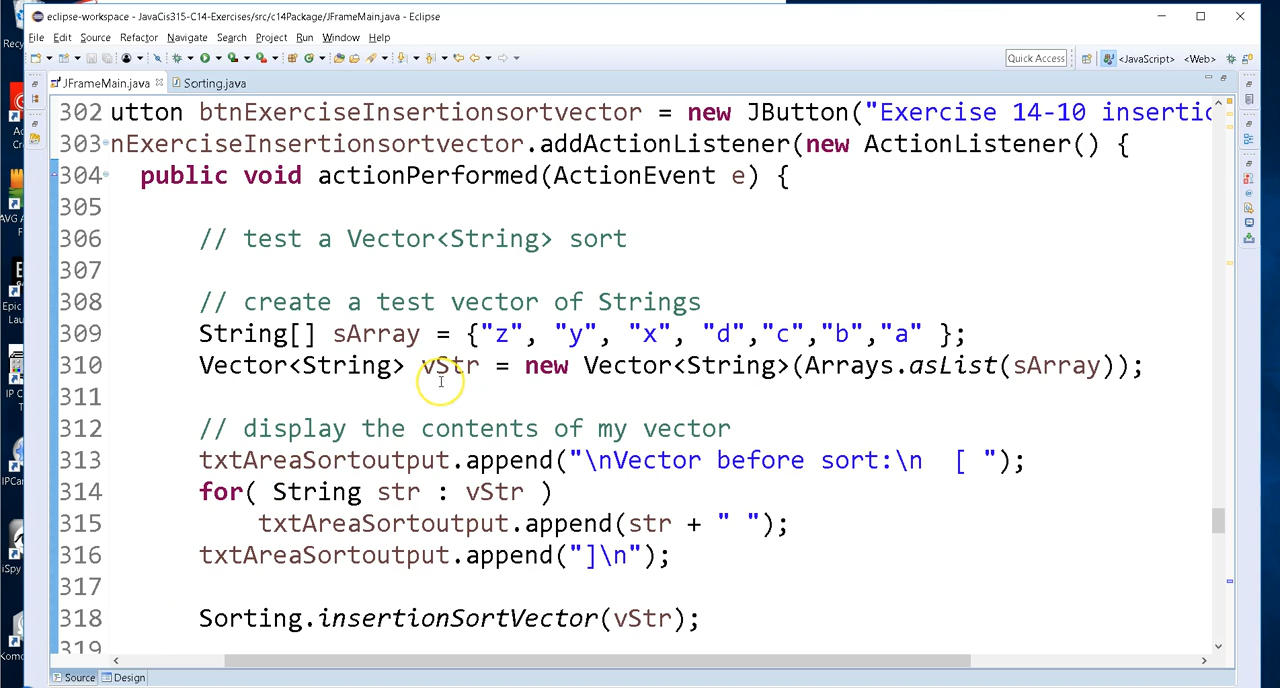 eclipse-workspace - JavaCis315-C14-Exercises/src/c14Package/JFrameMain.java - Eclipse
File Edit Source Refactor Navigate Search Project Run Window Help
Quick Access <JavaScript> <Web>
JFrameMain.java Sorting.java
302 utton btnExerciseInsertionsortvector = new JButton("Exercise 14-10 insertic
303 nExerciseInsertionsortvector.addActionListener(new ActionListener() {
304 public void actionPerformed(ActionEvent e) {
305
306 // test a Vector<String> sort
307
308 // create a test vector of Strings
309 String[] sArray = {"z", "y", "x", "d","c","b","a" };
310 Vector<String> vStr = new Vector<String>(Arrays.asList(sArray));
311
312 // display the contents of my vector
313 txtAreaSortoutput.append("\nVector before sort:\n  [ ");
314 for( String str : vStr )
315 txtAreaSortoutput.append(str + " ");
316 txtAreaSortoutput.append("]\n");
317
318 Sorting.insertionSortVector(vStr);
319
Source Design